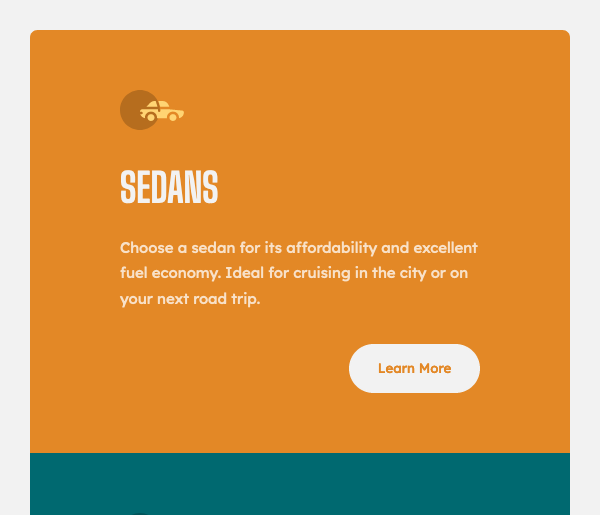 SEDANS
Choose a sedan for its affordability and excellent
fuel economy. Ideal for cruising in the city or on
your next road trip.
Learn More